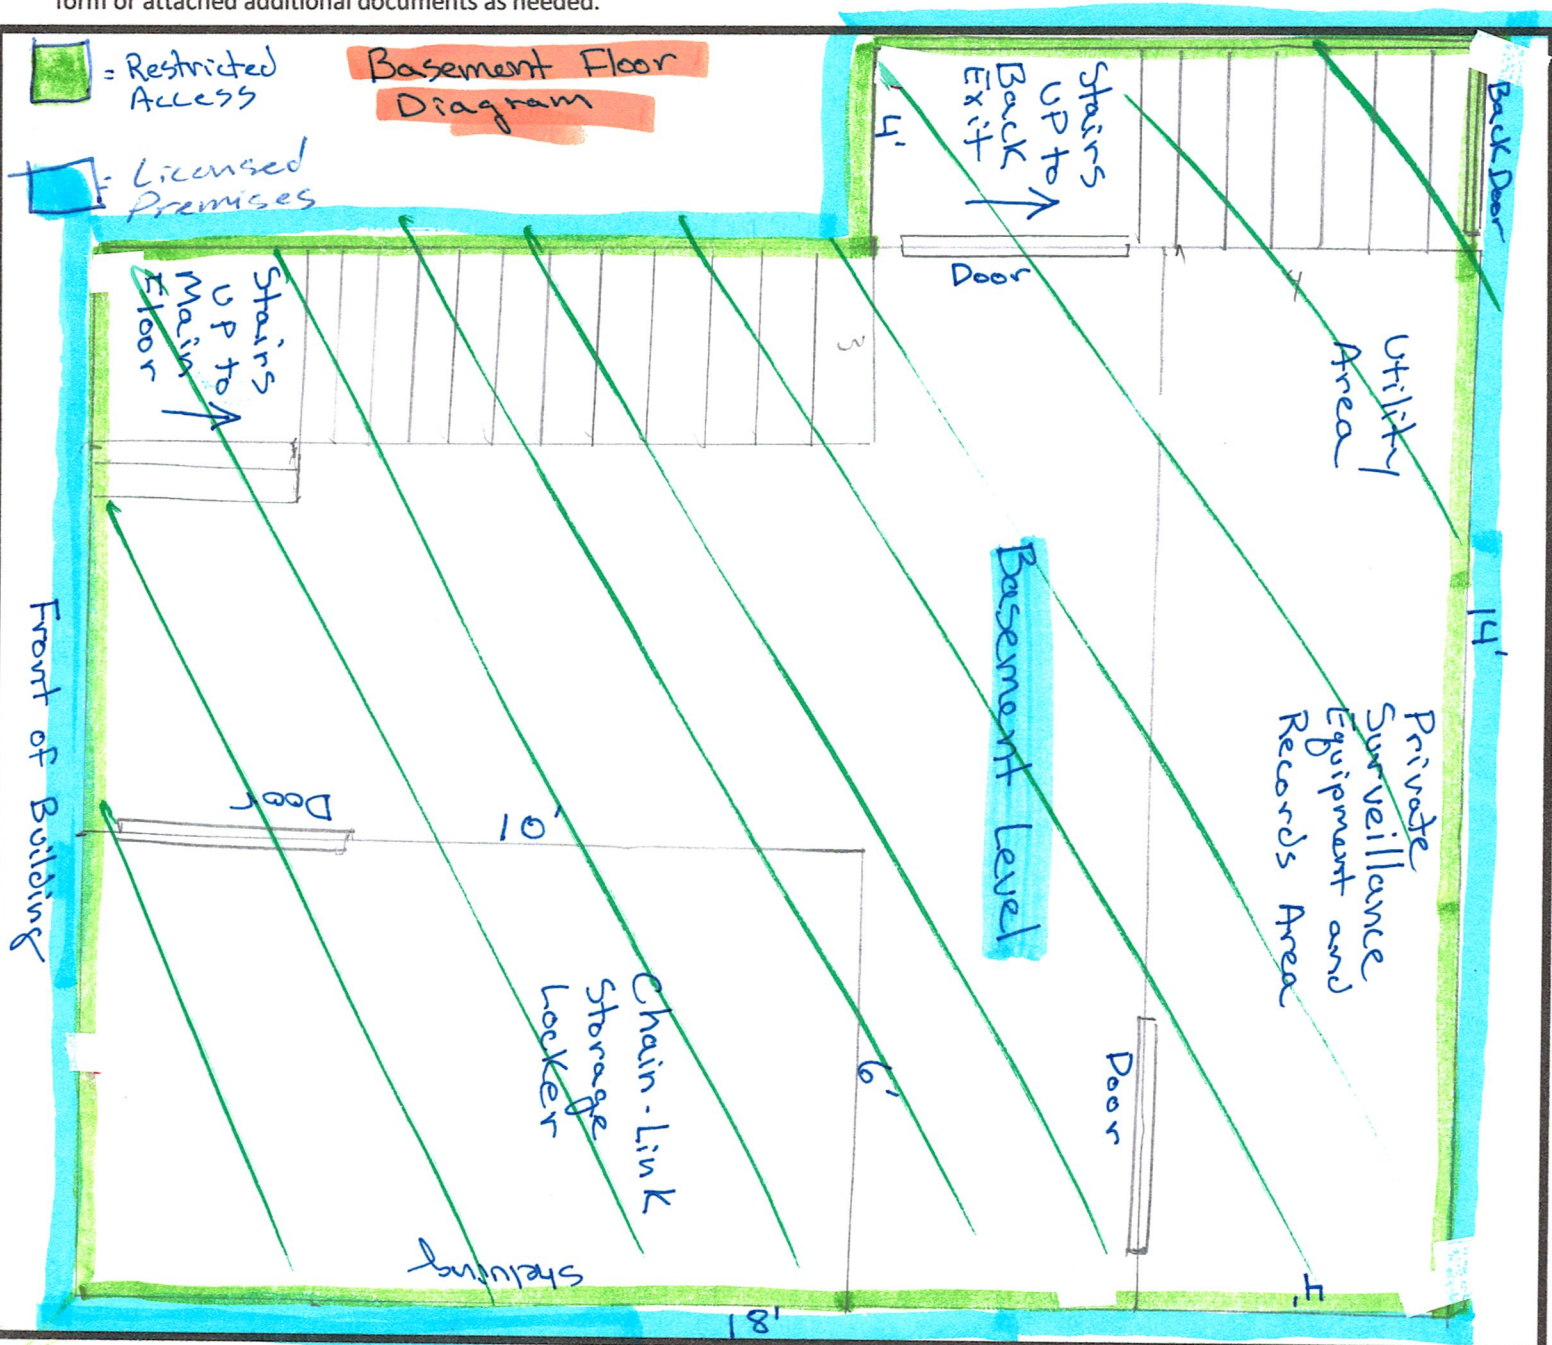 form or attached additional documents as needed.
= Restricted
Access
Basement Floor
Diagram
= Licensed
Premises
Stairs
UP to
Back
Exit
4'
Back Door
Door
Stairs
UP to
Main
Floor
3
Utility
Area
Basement Level
14'
Front of Building
Private
Surveillance
Equipment and
Records Area
Door
10'
Chain-Link
Storage
Locker
6'
Door
Shelving
4'
18'